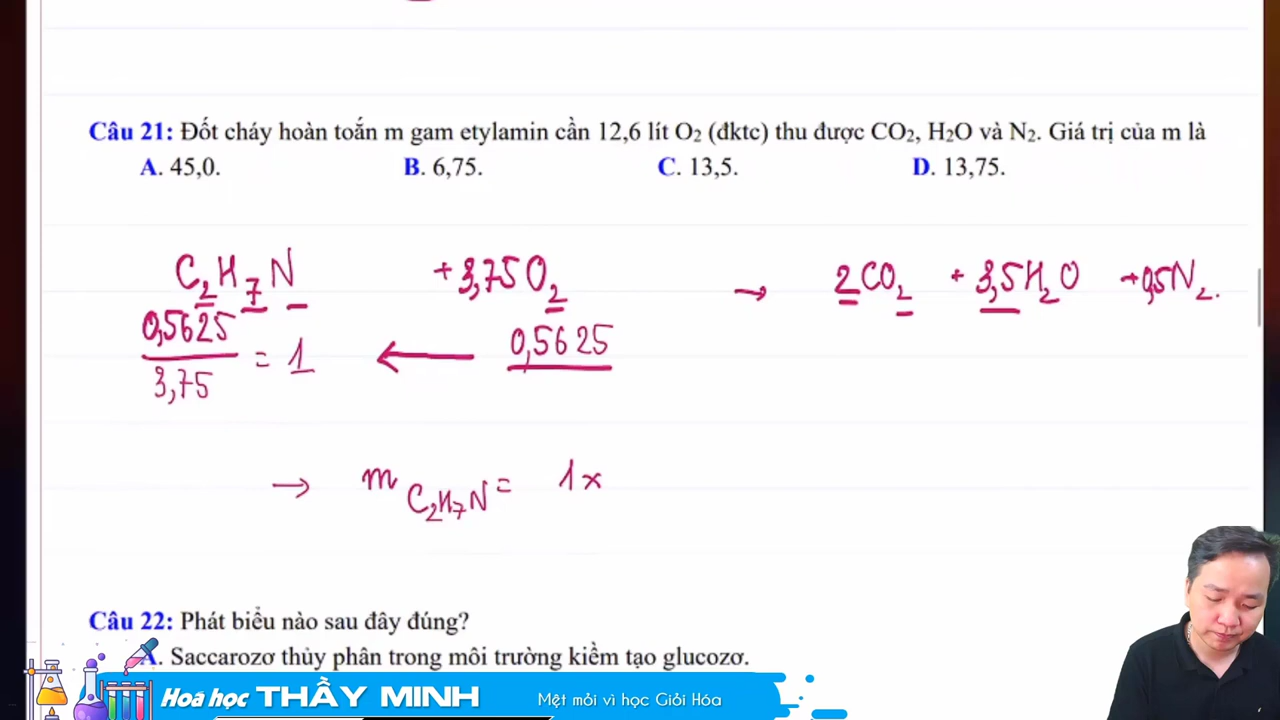 Câu 21: Đốt cháy hoàn toắn m gam etylamin cần 12,6 lít O₂ (đktc) thu được CO₂, H₂O và N₂. Giá trị của m là
A. 45,0. B. 6,75. C. 13,5. D. 13,75.
C₂H₇N + 3,75O₂ → 2CO₂ + 3,5H₂O + 0,5N₂.
0,5625/3,75 = 1 ← 0,5625
→ m C₂H₇N = 1x
Câu 22: Phát biểu nào sau đây đúng?
A. Saccarozơ thủy phân trong môi trường kiềm tạo glucozơ.
Hoá học THẦY MINH Mệt mỏi vì học Giỏi Hóa